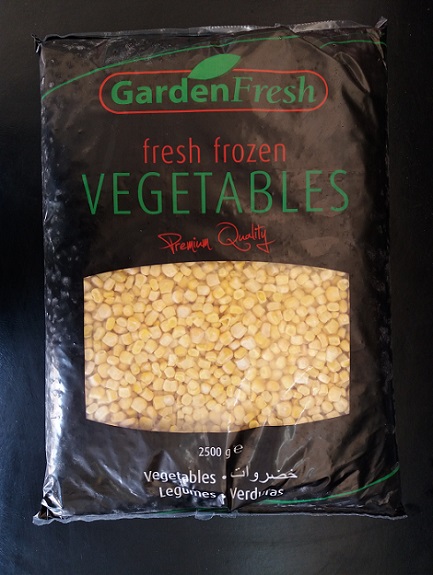 GardenFresh
fresh frozen
VEGETABLES
Premium Quality
2500 g ℮
Vegetables • خضروات
Legumes • Verduras